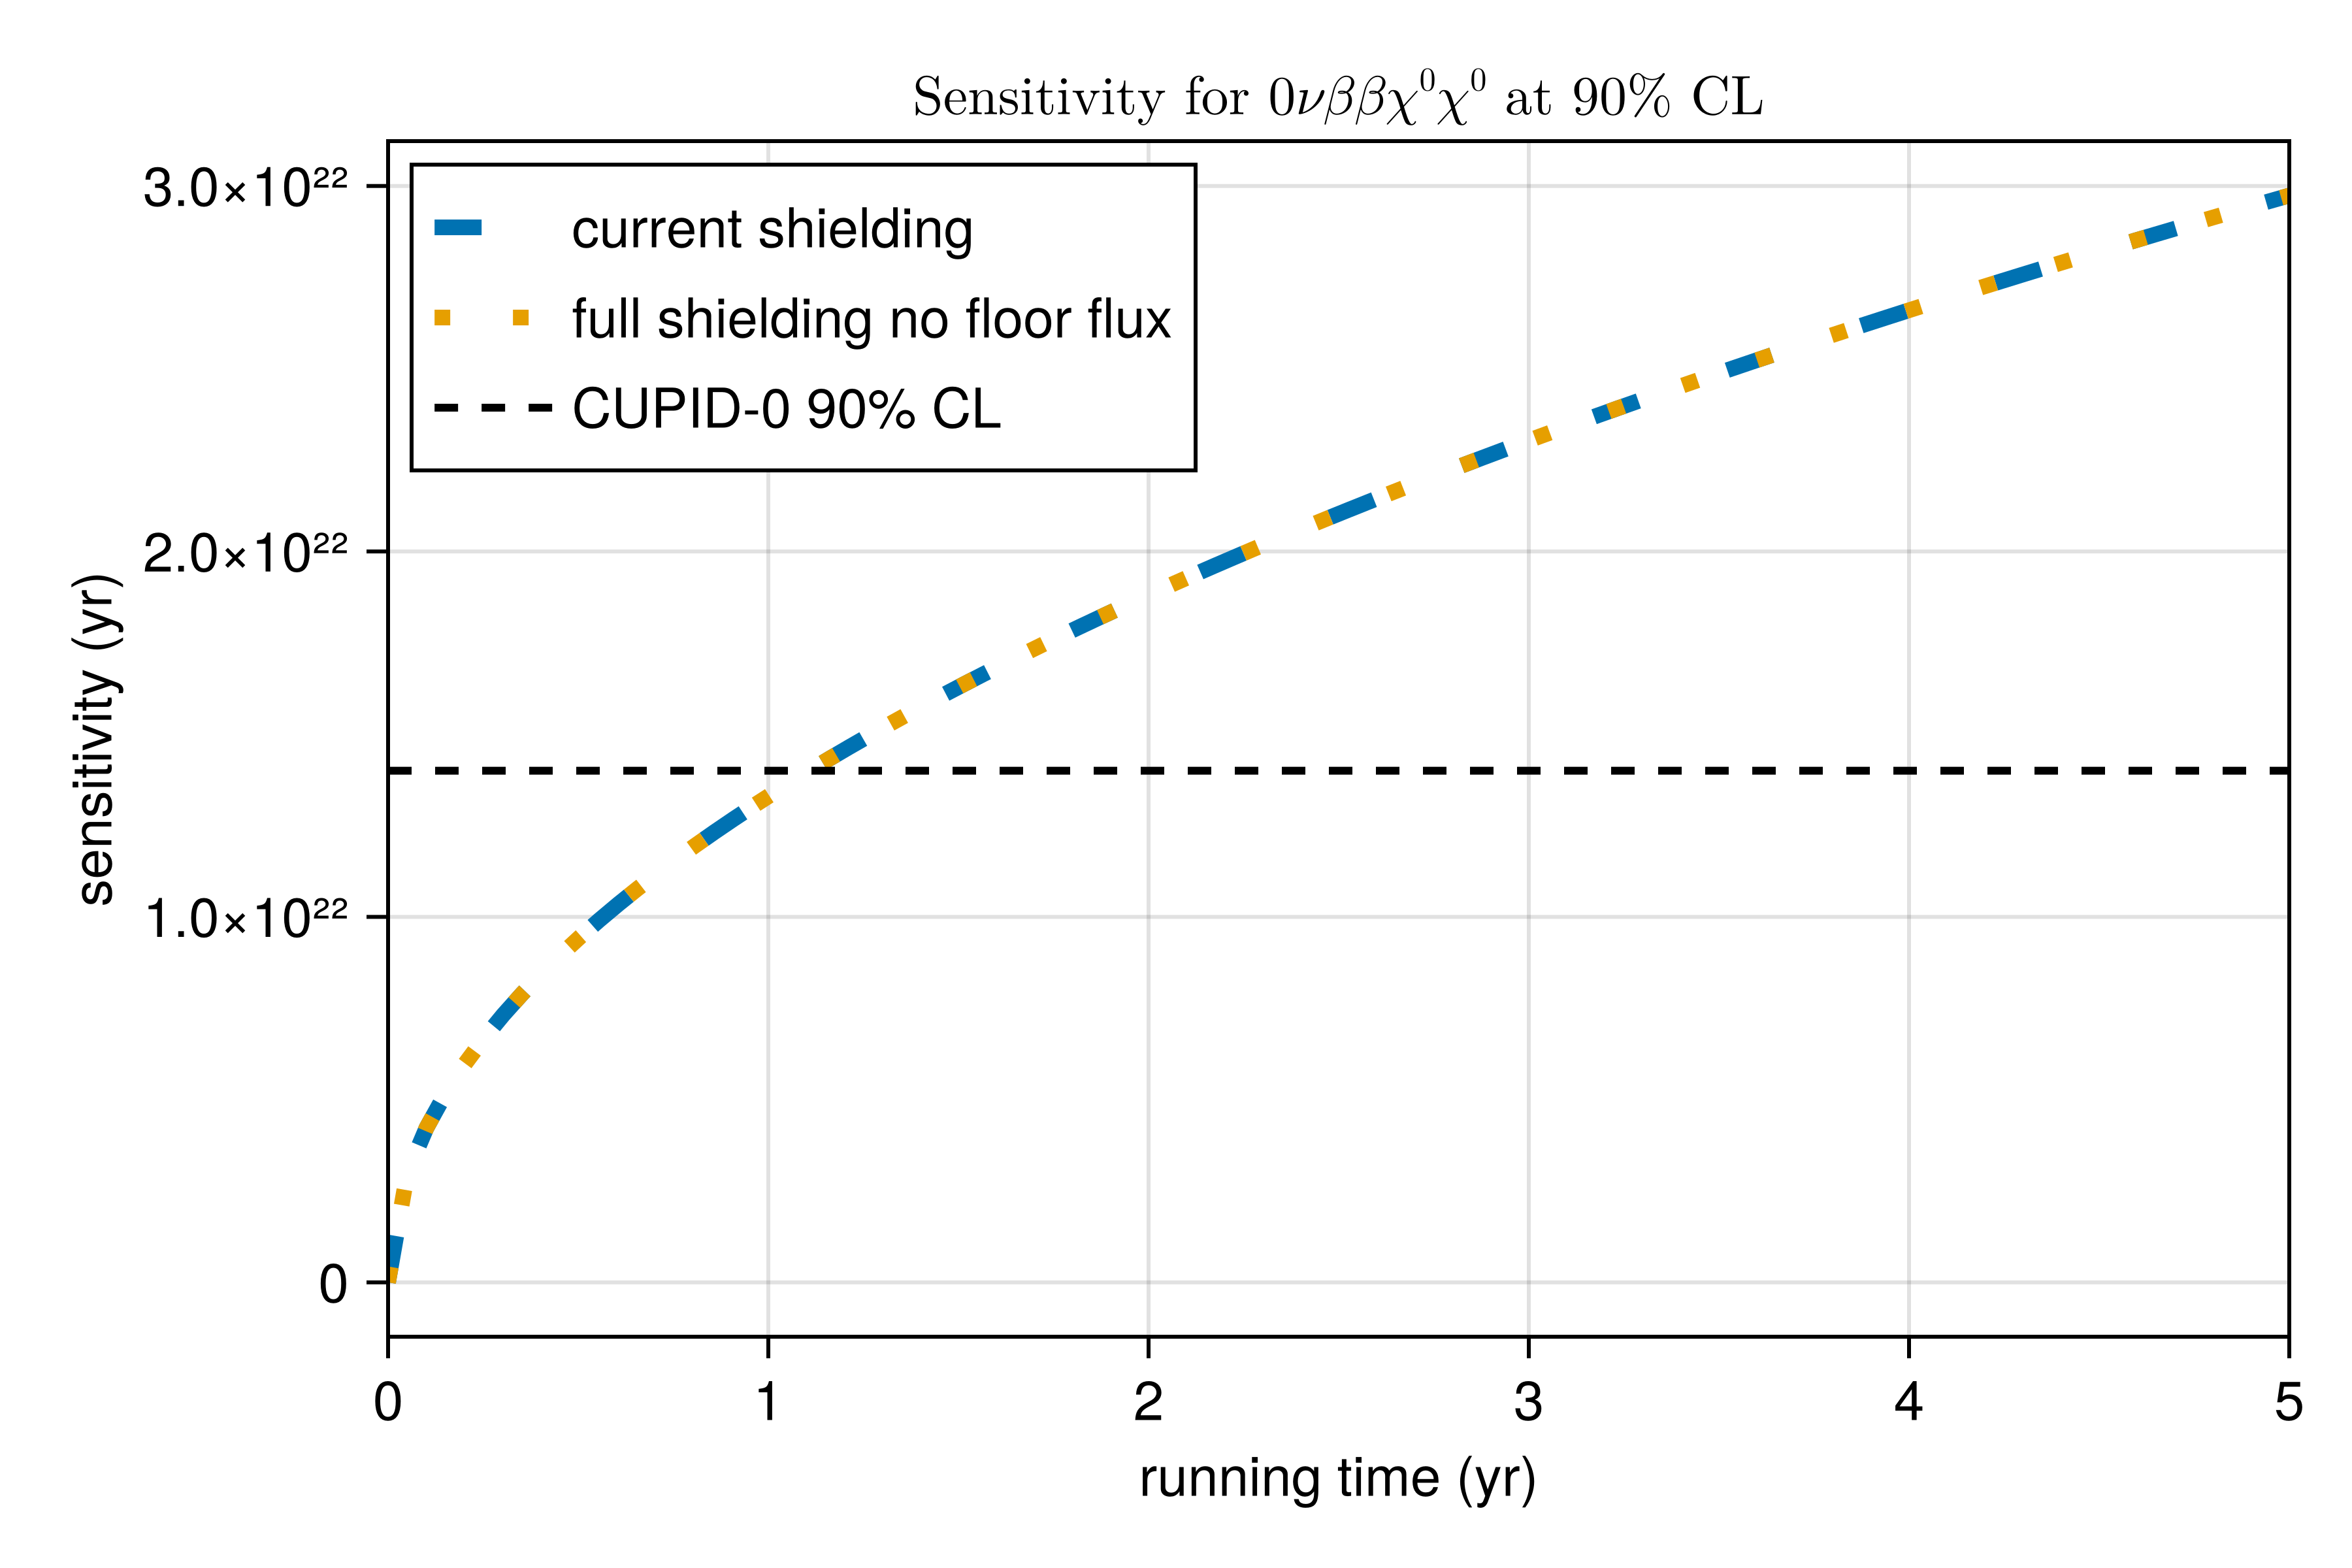 Sensitivity for 0νββχ⁰χ⁰ at 90% CL
3.0×10²²
2.0×10²²
1.0×10²²
0
sensitivity (yr)
current shielding
full shielding no floor flux
CUPID-0 90% CL
0 1 2 3 4 5
running time (yr)